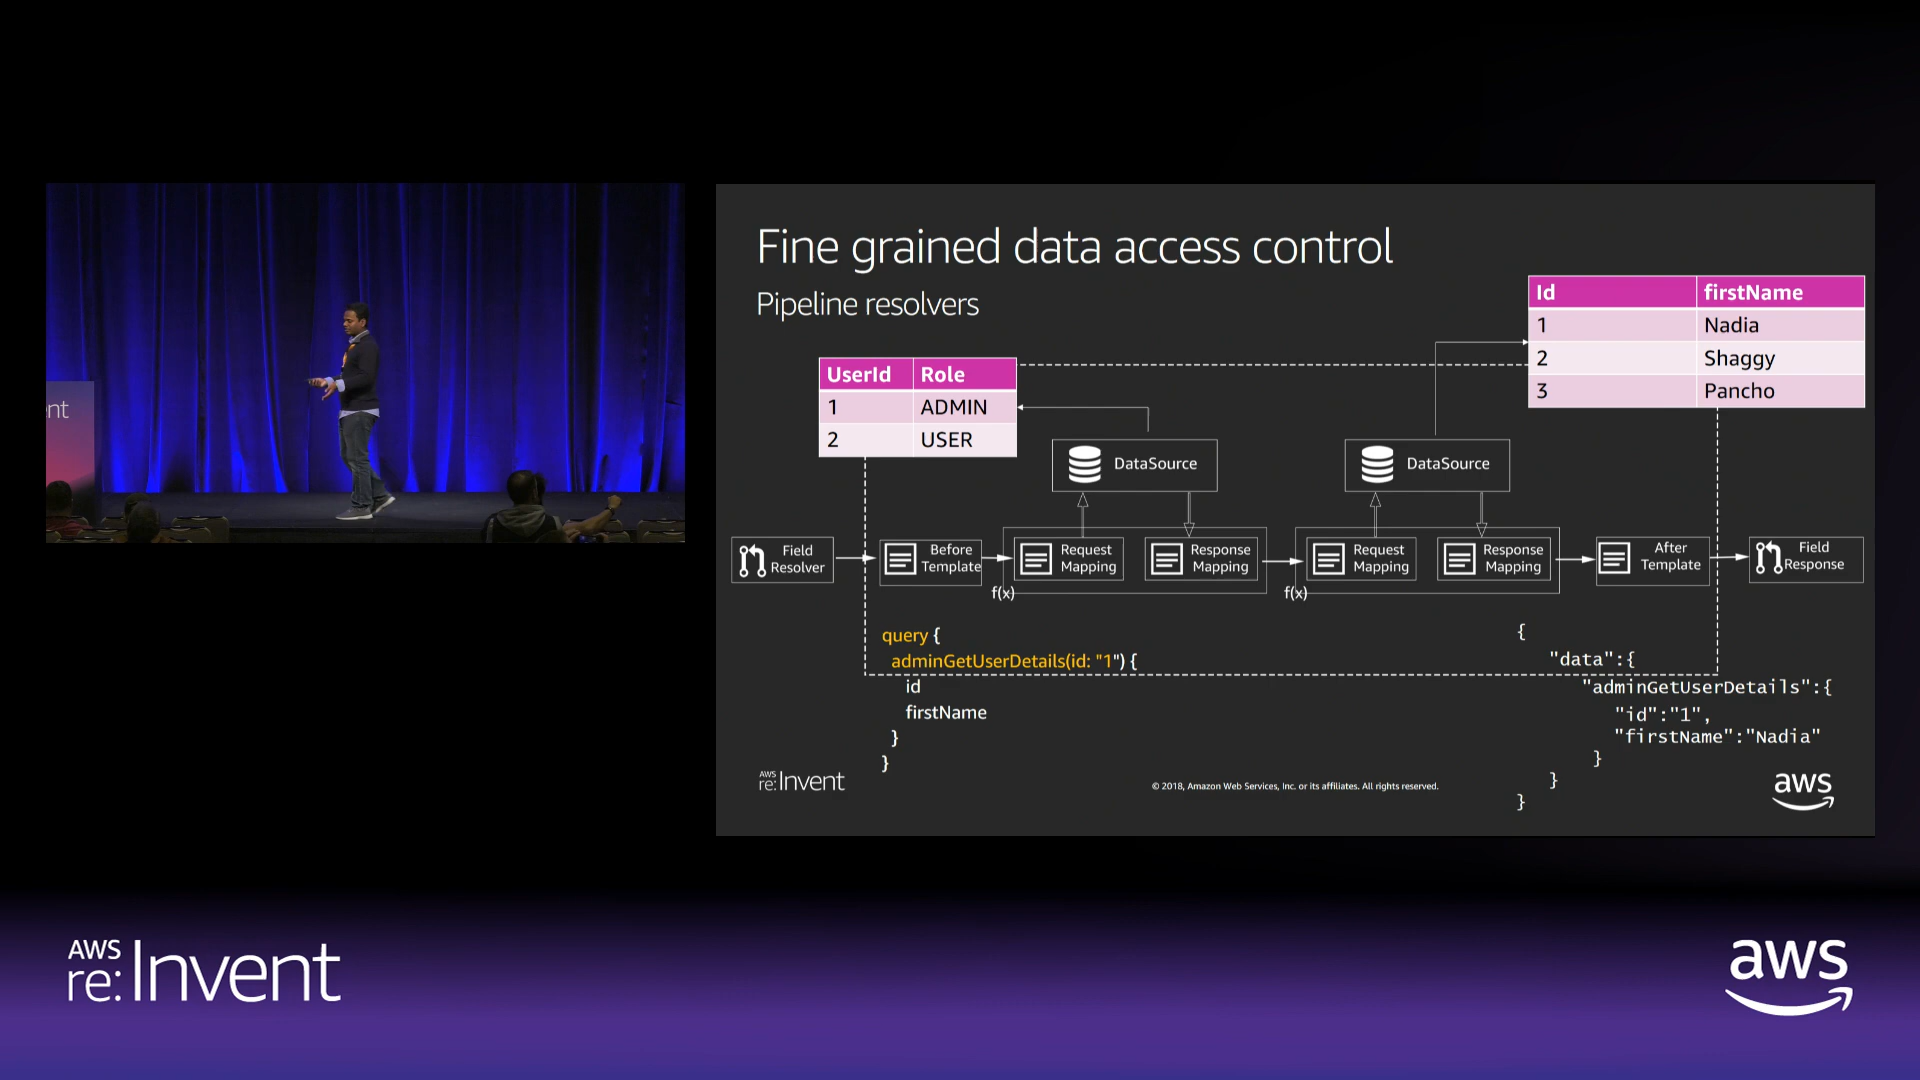 nt
Fine grained data access control
Pipeline resolvers
Id firstName
1 Nadia
2 Shaggy
3 Pancho
UserId Role
1 ADMIN
2 USER
DataSource
DataSource
Field
Resolver
Before
Template
Request
Mapping
Response
Mapping
Request
Mapping
Response
Mapping
After
Template
Field
Response
f(x)
f(x)
query {
adminGetUserDetails(id: "1") {
id
firstName
}
}
{
"data":{
"adminGetUserDetails":{
"id":"1",
"firstName":"Nadia"
}
}
}
AWS
re:Invent
© 2018, Amazon Web Services, Inc. or its affiliates. All rights reserved.
aws
AWS
re:Invent
aws